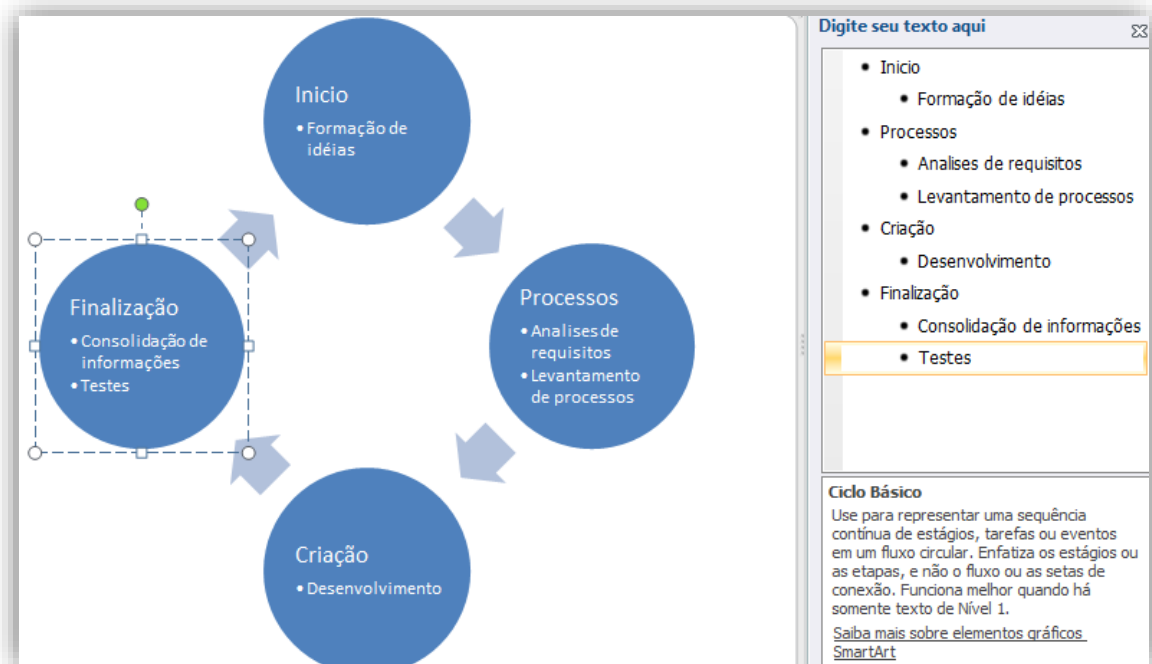 Inicio
• Formação de
idéias
Processos
• Analises de
requisitos
• Levantamento
de processos
Criação
• Desenvolvimento
Finalização
• Consolidação de
informações
• Testes
Digite seu texto aqui
• Inicio
• Formação de idéias
• Processos
• Analises de requisitos
• Levantamento de processos
• Criação
• Desenvolvimento
• Finalização
• Consolidação de informações
• Testes
Ciclo Básico
Use para representar uma sequência
contínua de estágios, tarefas ou eventos
em um fluxo circular. Enfatiza os estágios ou
as etapas, e não o fluxo ou as setas de
conexão. Funciona melhor quando há
somente texto de Nível 1.
Saiba mais sobre elementos gráficos
SmartArt